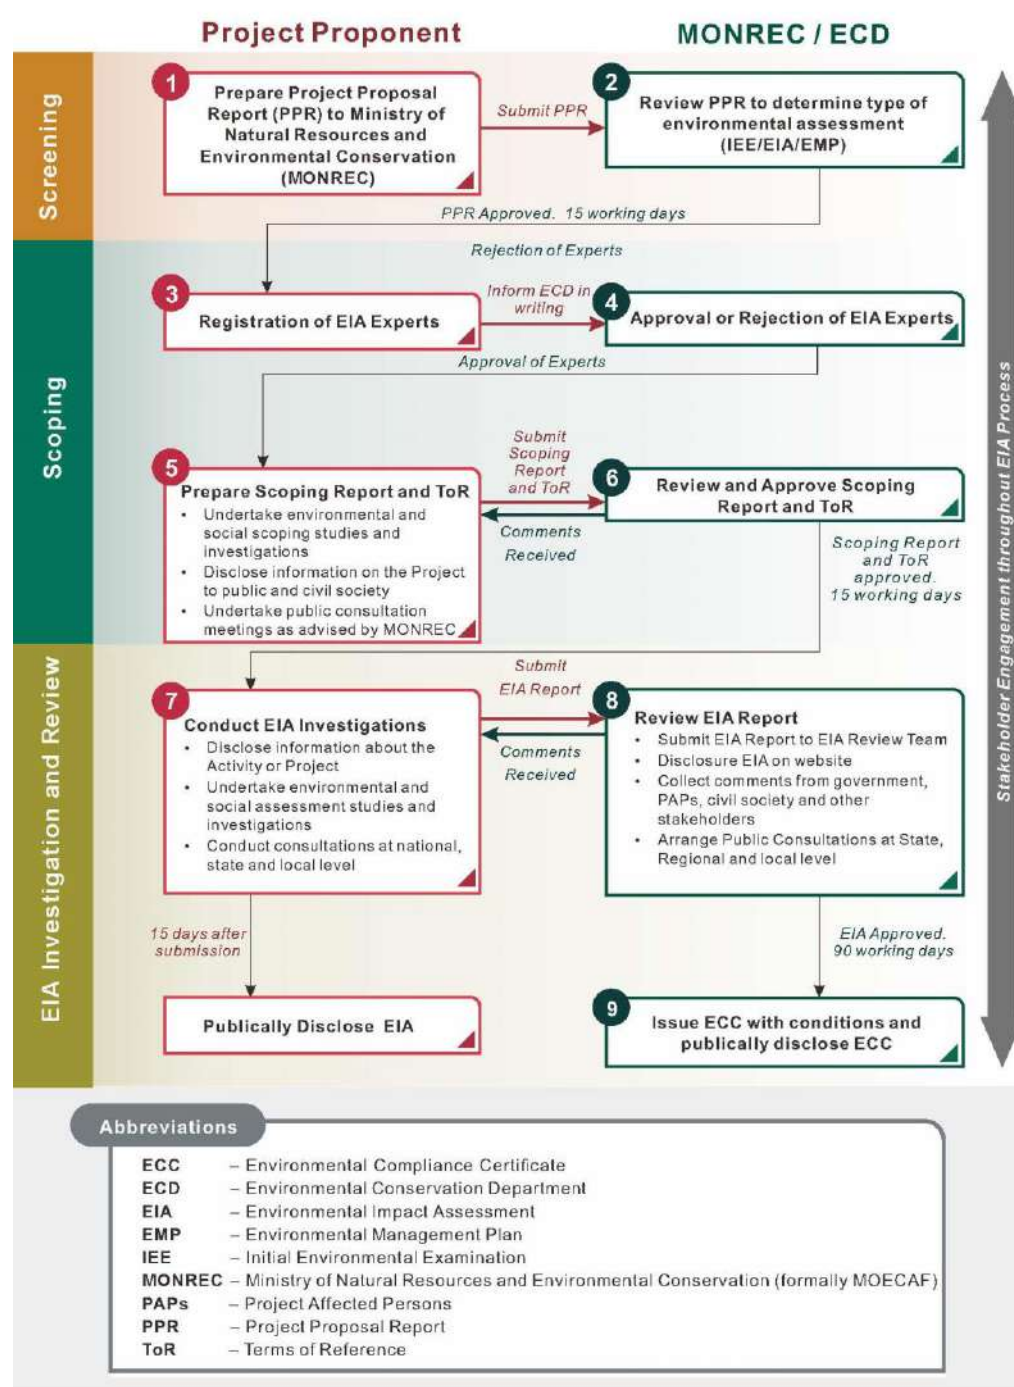 Project Proponent
MONREC / ECD
Screening
1
Prepare Project Proposal
Report (PPR) to Ministry of
Natural Resources and
Environmental Conservation
(MONREC)
Submit PPR
2
Review PPR to determine type of
environmental assessment
(IEE/EIA/EMP)
PPR Approved. 15 working days
Scoping
Rejection of Experts
3
Registration of EIA Experts
Inform ECD in
writing
4
Approval or Rejection of EIA Experts
Approval of Experts
5
Prepare Scoping Report and ToR
• Undertake environmental and
social scoping studies and
investigations
• Disclose information on the Project
to public and civil society
• Undertake public consultation
meetings as advised by MONREC
Submit
Scoping
Report
and ToR
Comments
Received
6
Review and Approve Scoping
Report and ToR
Scoping Report
and ToR
approved.
15 working days
EIA Investigation and Review
7
Conduct EIA Investigations
• Disclose information about the
Activity or Project
• Undertake environmental and
social assessment studies and
investigations
• Conduct consultations at national,
state and local level
Submit
EIA Report
Comments
Received
8
Review EIA Report
• Submit EIA Report to EIA Review Team
• Disclosure EIA on website
• Collect comments from government,
PAPs, civil society and other
stakeholders
• Arrange Public Consultations at State,
Regional and local level
15 days after
submission
EIA Approved.
90 working days
Publically Disclose EIA
9
Issue ECC with conditions and
publically disclose ECC
Stakeholder Engagement throughout EIA Process
Abbreviations
ECC – Environmental Compliance Certificate
ECD – Environmental Conservation Department
EIA – Environmental Impact Assessment
EMP – Environmental Management Plan
IEE – Initial Environmental Examination
MONREC – Ministry of Natural Resources and Environmental Conservation (formally MOECAF)
PAPs – Project Affected Persons
PPR – Project Proposal Report
ToR – Terms of Reference